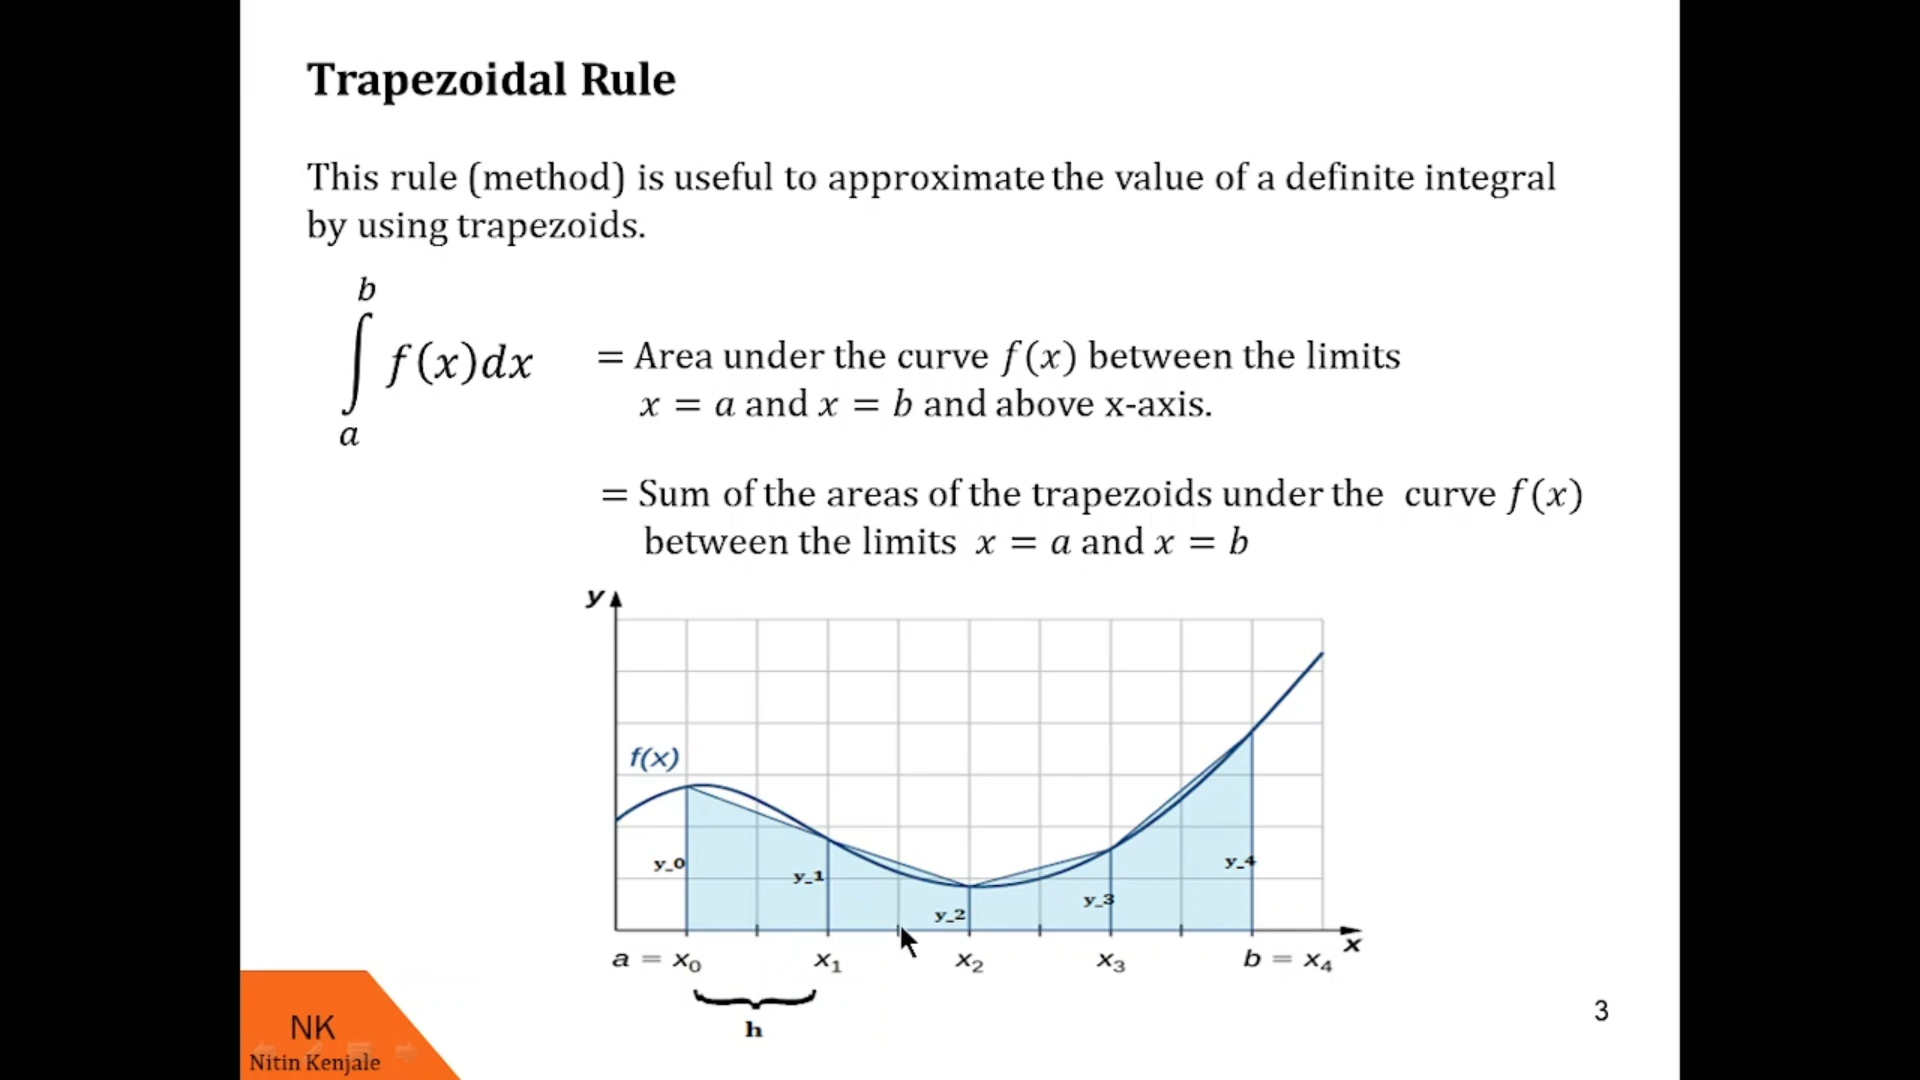 Trapezoidal Rule
This rule (method) is useful to approximate the value of a definite integral
by using trapezoids.
b
∫ f(x)dx
a
= Area under the curve f(x) between the limits
x = a and x = b and above x-axis.
= Sum of the areas of the trapezoids under the curve f(x)
between the limits x = a and x = b
y
f(x)
y_0
y_1
y_2
y_3
y_4
x
a = x₀
x₁
x₂
x₃
b = x₄
h
3
NK
Nitin Kenjale